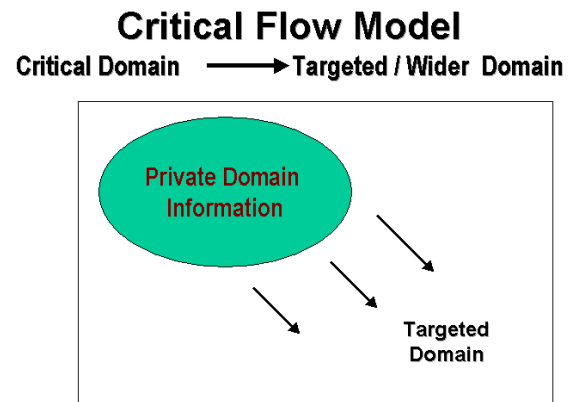 Critical Flow Model
Critical Domain Targeted / Wider Domain
Private Domain
Information
Targeted
Domain